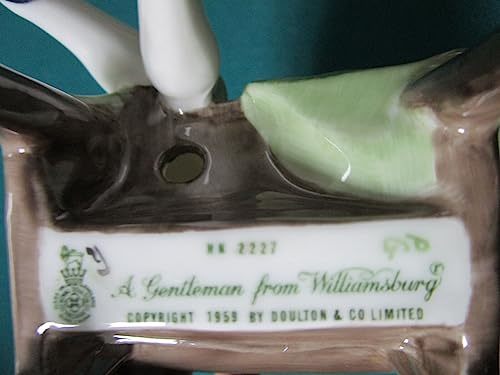 HN 2227
A Gentleman from Williamsburg
COPYRIGHT 1959 BY DOULTON & CO LIMITED